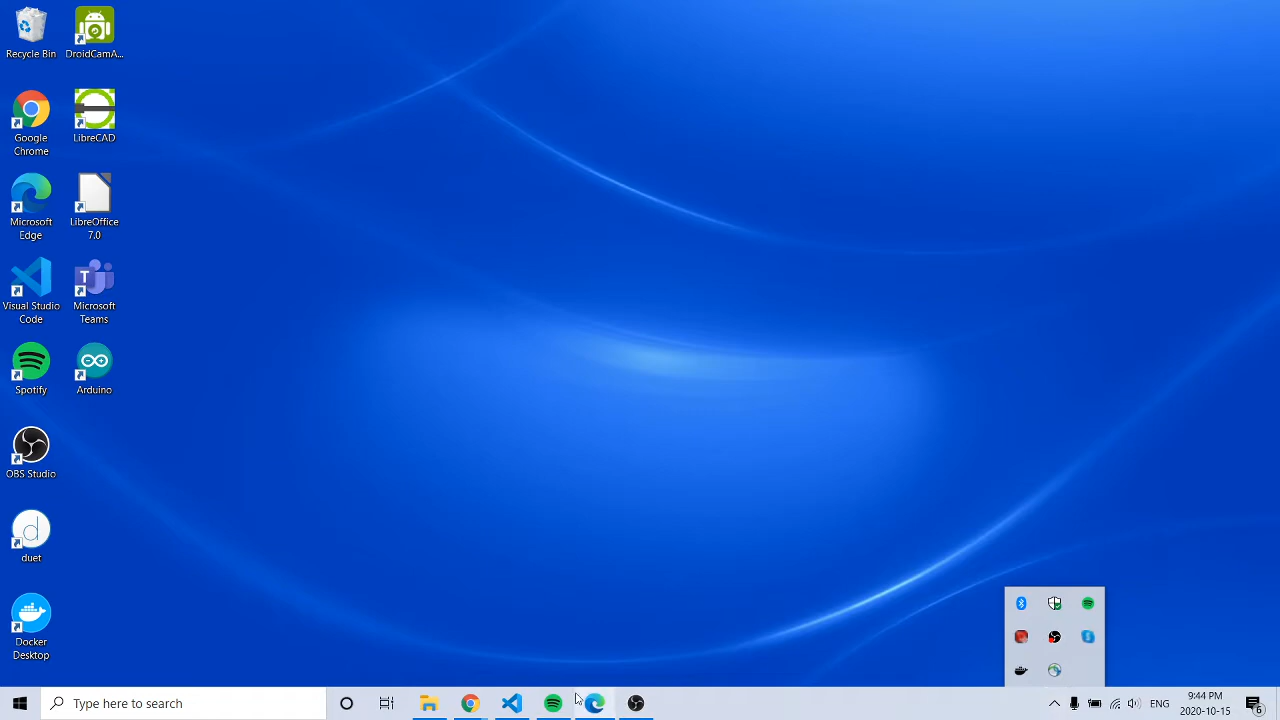 Recycle Bin
DroidCamA...
Google
Chrome
LibreCAD
Microsoft
Edge
LibreOffice
7.0
Visual Studio
Code
T
Microsoft
Teams
Spotify
Arduino
OBS Studio
d
duet
Docker
Desktop
Type here to search
ENG
9:44 PM
2020-10-15
6